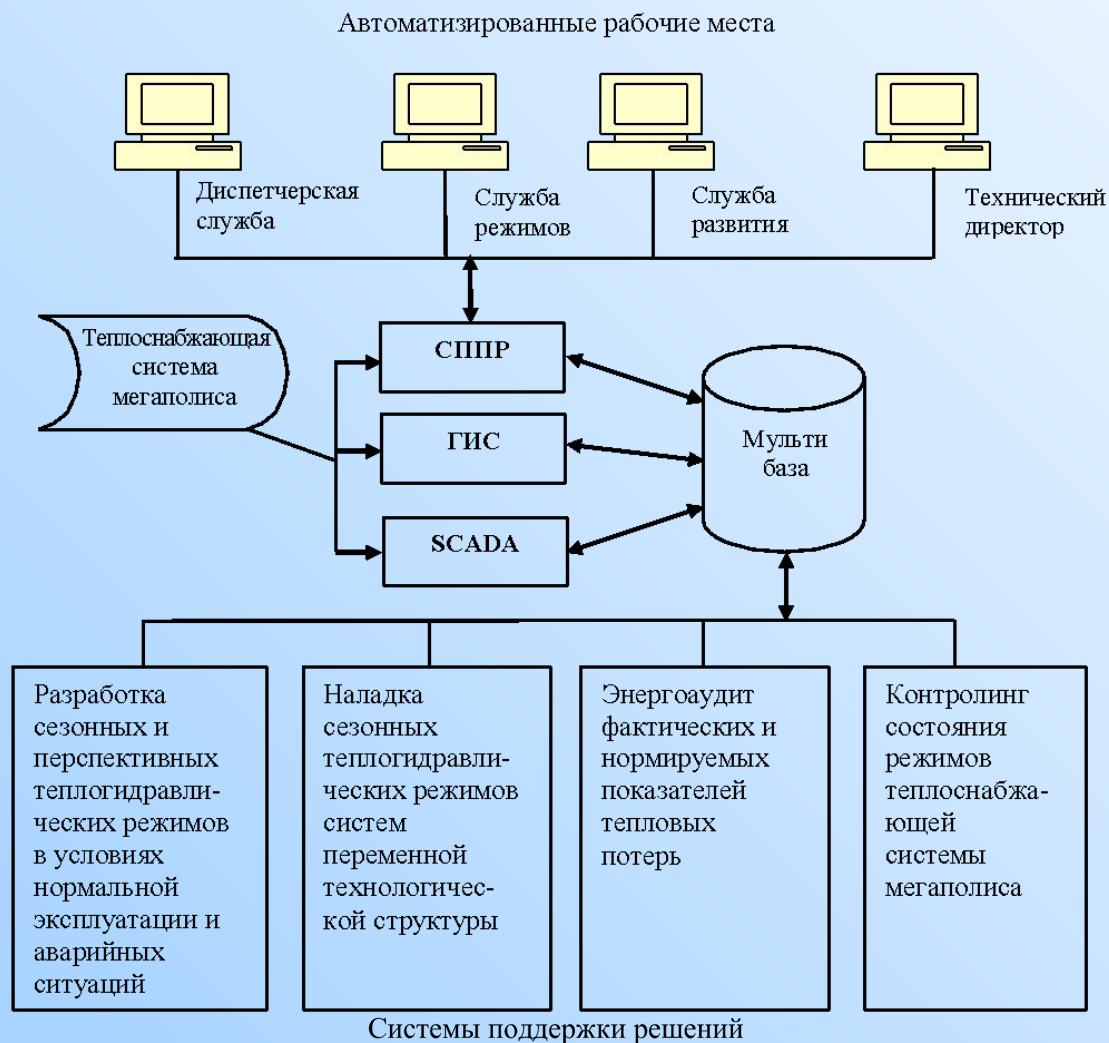 Автоматизированные рабочие места
Диспетчерская
служба
Служба
режимов
Служба
развития
Технический
директор
Теплоснабжающая
система
мегаполиса
СППР
ГИС
SCADA
Мульти
база
Разработка
сезонных и
перспективных
теплогидравли-
ческих режимов
в условиях
нормальной
эксплуатации и
аварийных
ситуаций
Наладка
сезонных
теплогидравли-
ческих режимов
систем
переменной
технологичес-
кой структуры
Энергоаудит
фактических и
нормируемых
показателей
тепловых
потерь
Контролинг
состояния
режимов
теплоснабжа-
ющей
системы
мегаполиса
Системы поддержки решений